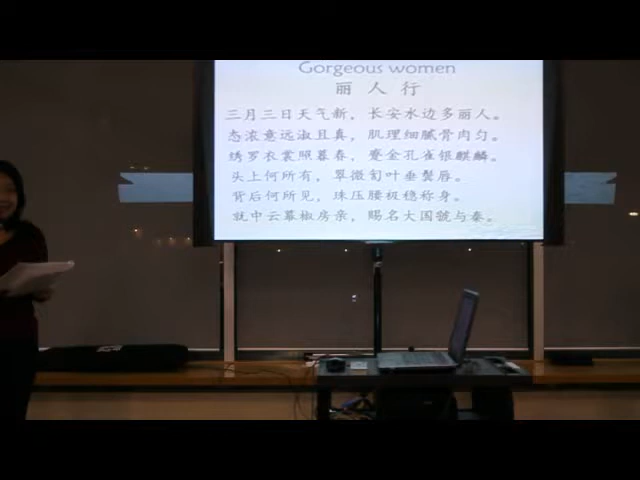 Gorgeous women
丽 人 行
三月三日天气新，长安水边多丽人。
态浓意远淑且真，肌理细腻骨肉匀。
绣罗衣裳照暮春，蹙金孔雀银麒麟。
头上何所有，翠微匎叶垂鬓唇。
背后何所见，珠压腰极稳称身。
就中云幕椒房亲，赐名大国虢与秦。